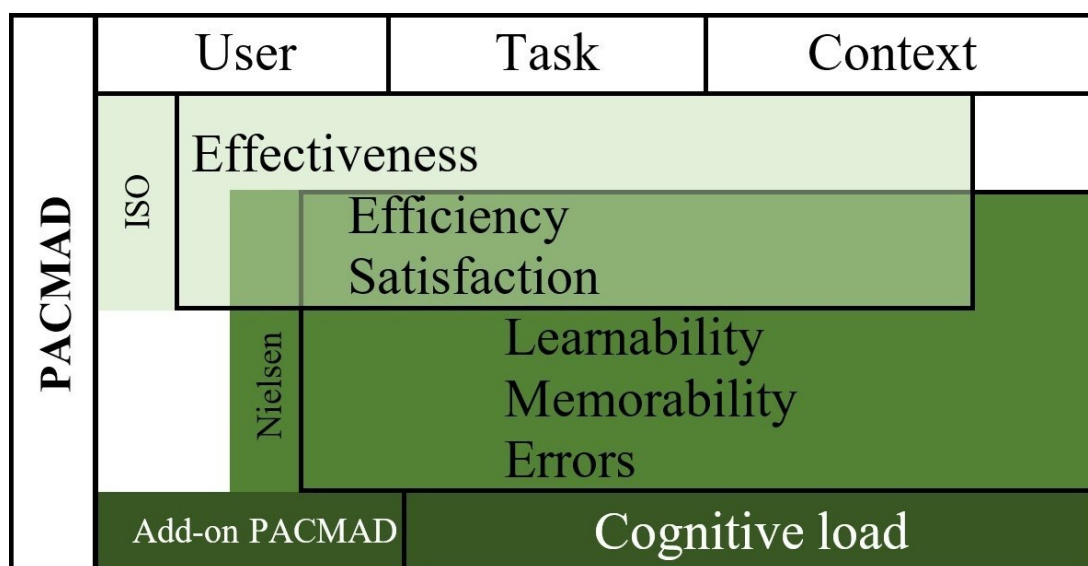 PACMAD
User Task Context
ISO
Effectiveness
Efficiency
Satisfaction
Nielsen
Learnability
Memorability
Errors
Add-on PACMAD Cognitive load